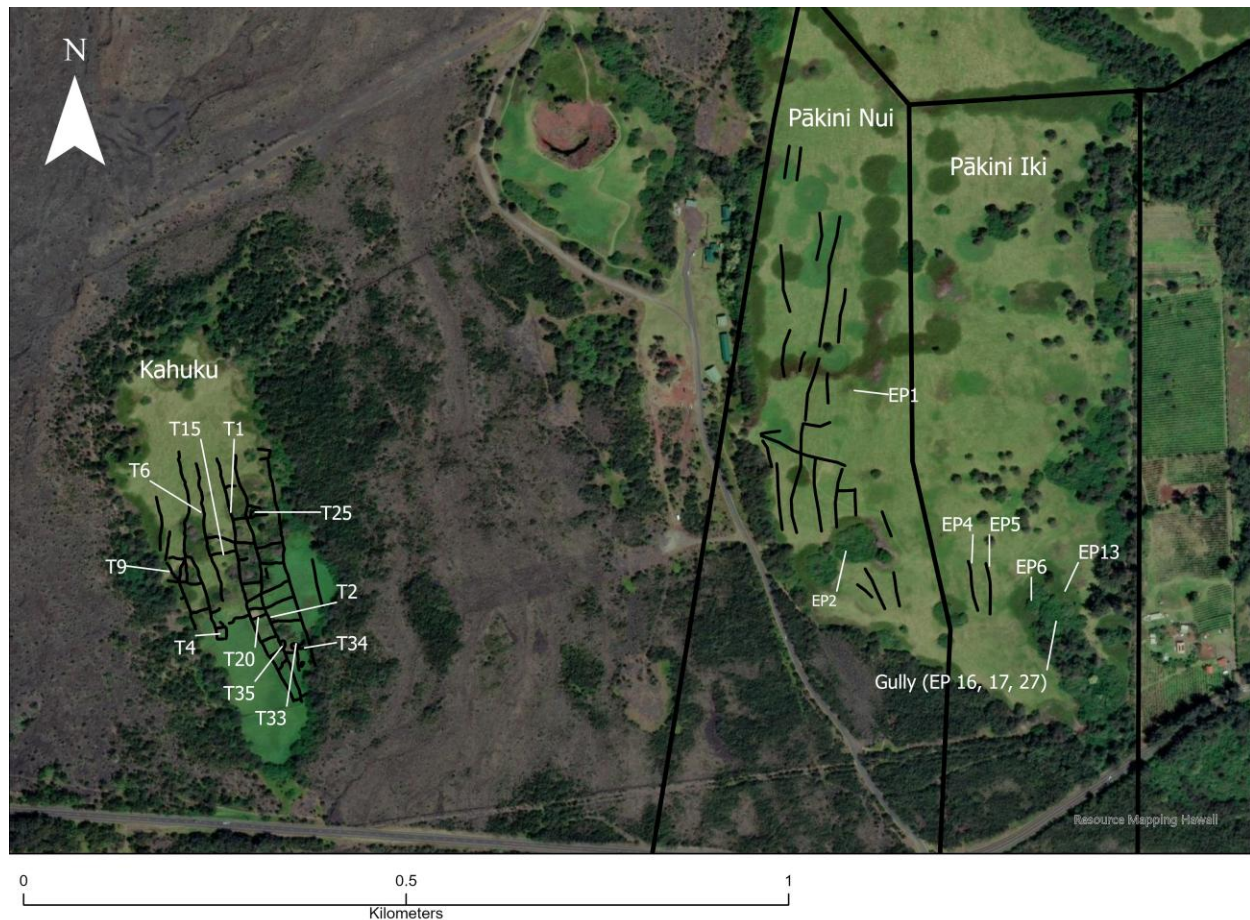 N
Pākini Nui
Pākini Iki
Kahuku
EP1
T15
T1
T6
T25
EP4
EP5
EP6
EP13
T9
T2
EP2
T4
T20
T34
T35
T33
Gully (EP 16, 17, 27)
Resource Mapping Hawaii
0
0.5
1
Kilometers